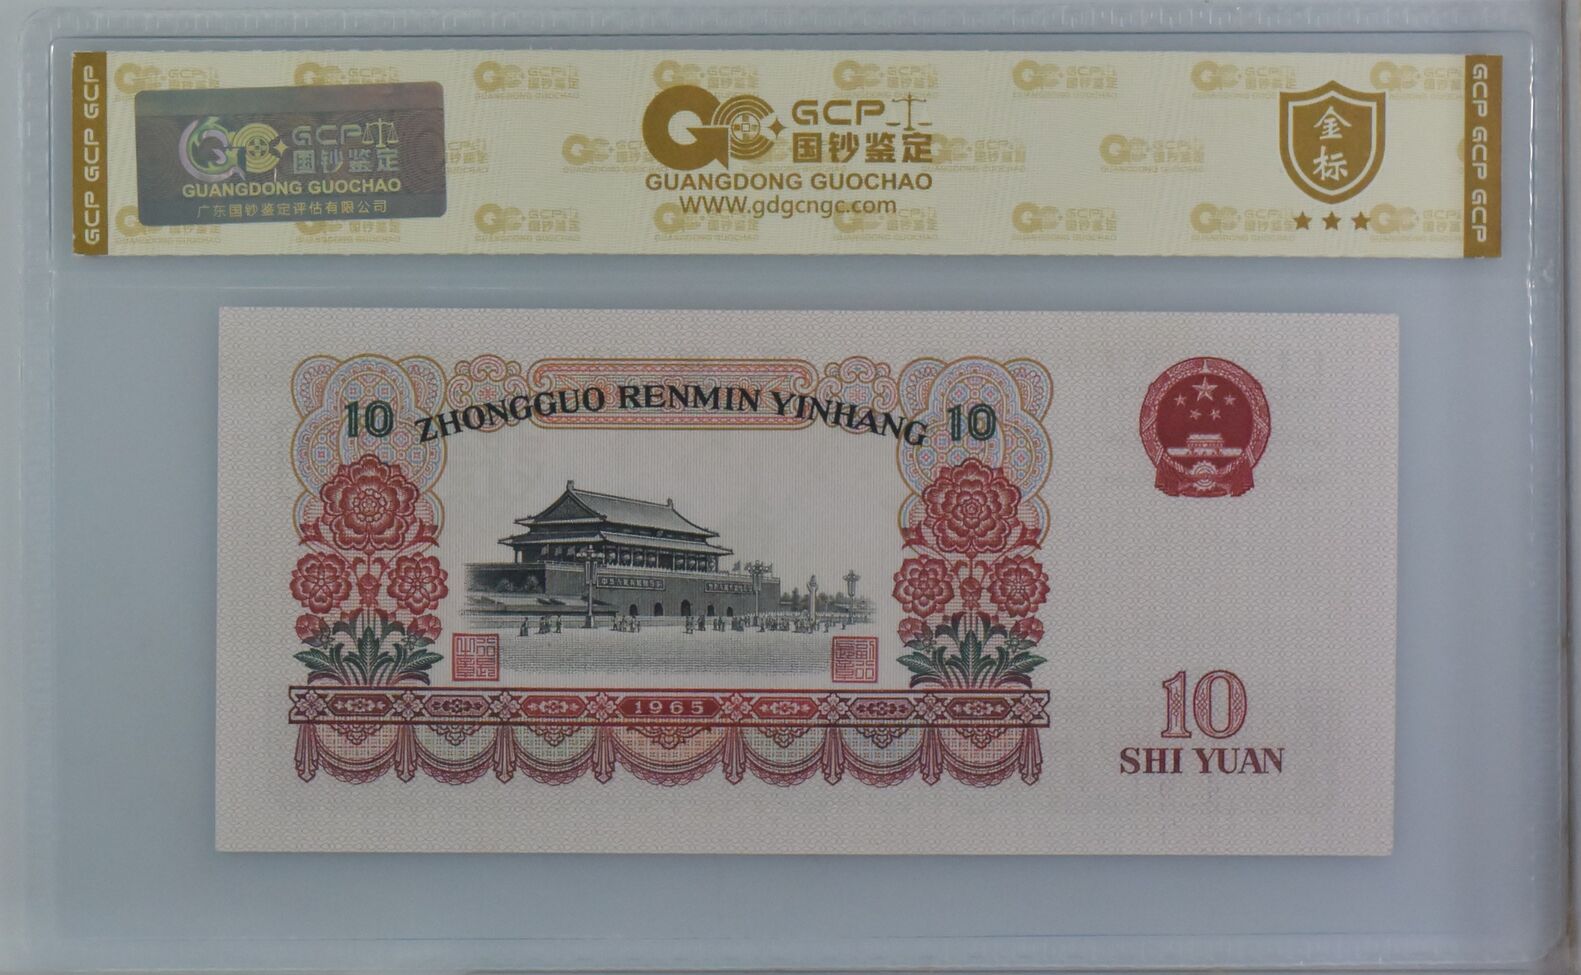 GCP GCP GCP
GCP
国钞鉴定
GUANGDONG GUOCHAO
广东国钞鉴定评估有限公司
GCP
国钞鉴定
GUANGDONG GUOCHAO
WWW.gdgcngc.com
金标
GCP GCP GCP
10 ZHONGGUO RENMIN YINHANG 10
1965
10
SHI YUAN